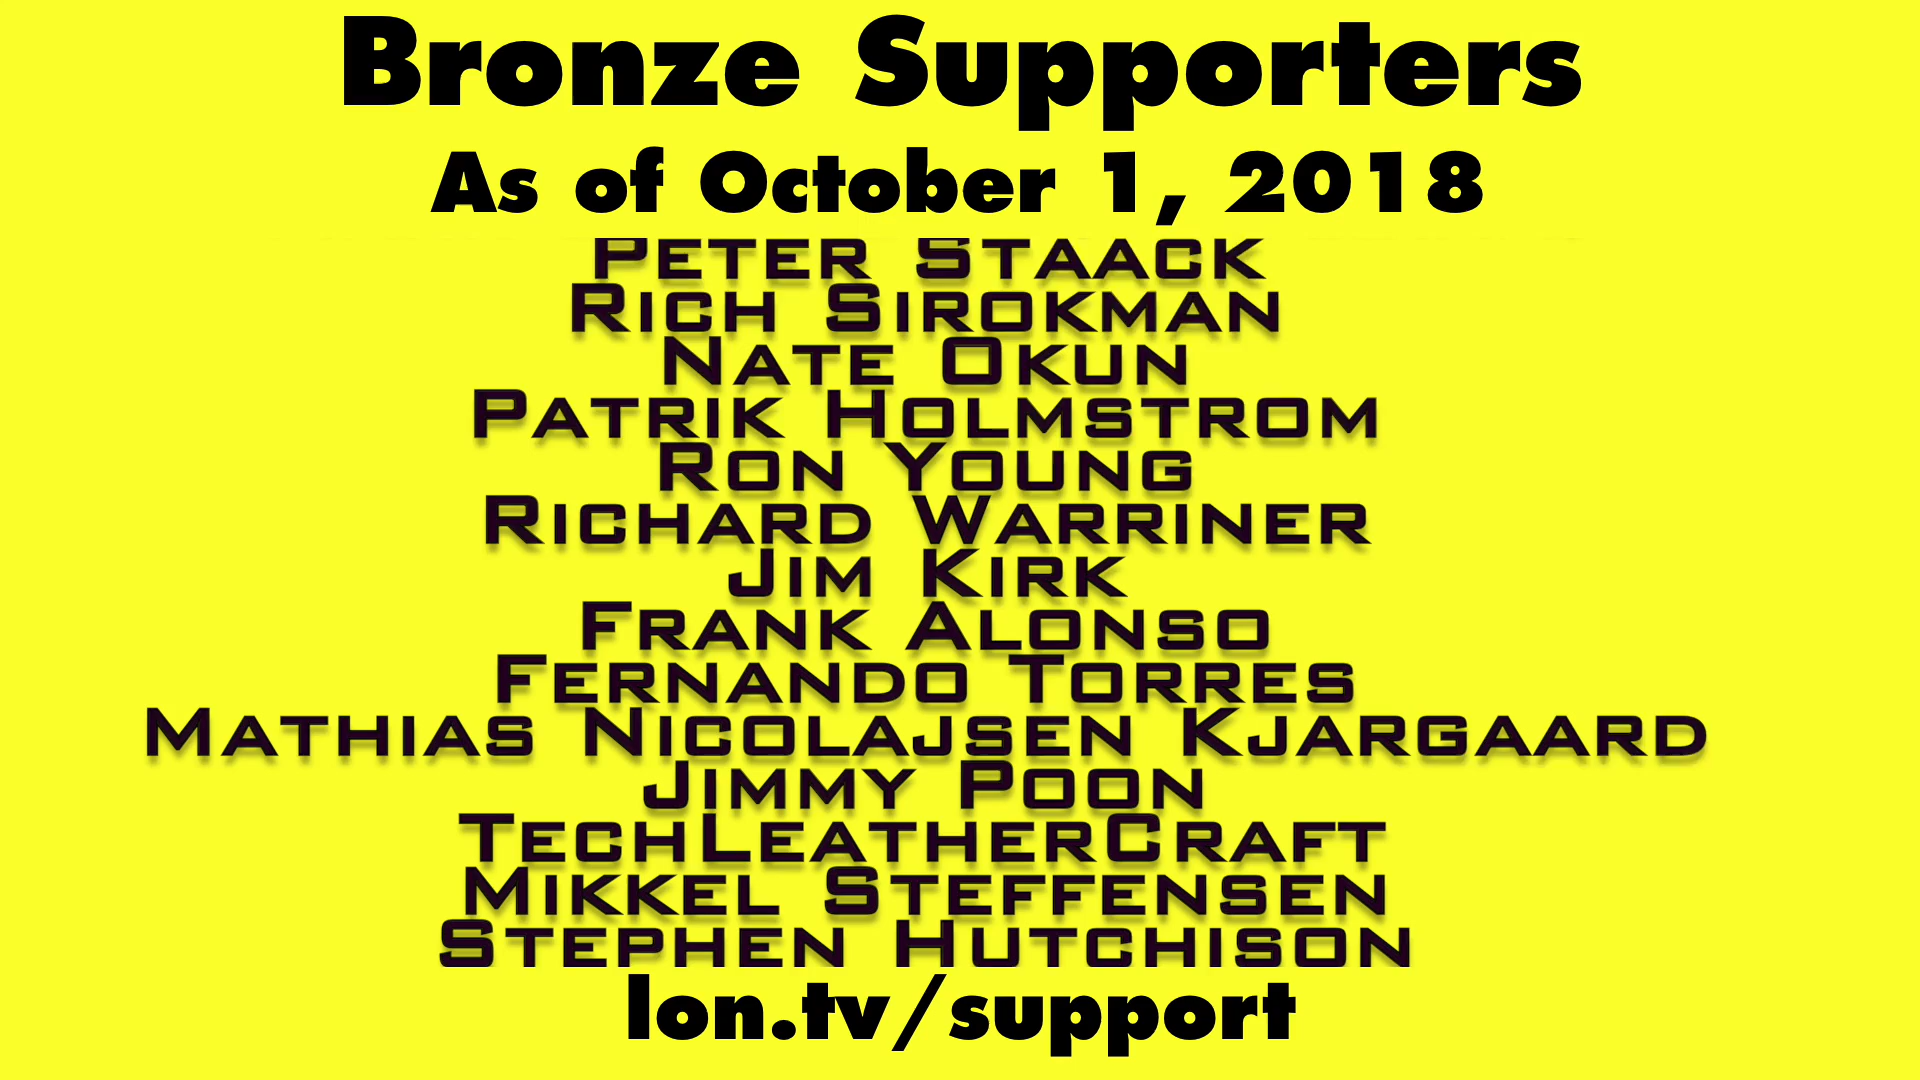 Bronze Supporters
As of October 1, 2018
Peter Staack
Rich Sirokman
Nate Okun
Patrik Holmstrom
Ron Young
Richard Warriner
Jim Kirk
Frank Alonso
Fernando Torres
Mathias Nicolajsen Kjargaard
Jimmy Poon
TechLeatherCraft
Mikkel Steffensen
Stephen Hutchison
lon.tv/support